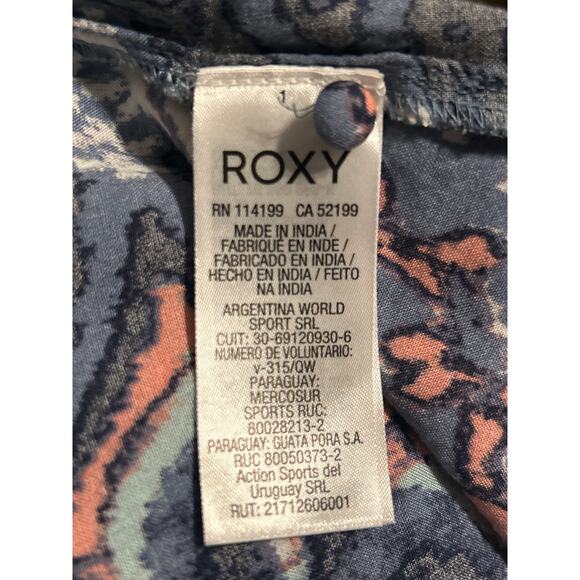 1
ROXY
RN 114199 CA 52199
MADE IN INDIA /
FABRIQUÉ EN INDE /
FABRICADO EN INDIA /
HECHO EN INDIA / FEITO
NA INDIA
ARGENTINA WORLD
SPORT SRL
CUIT: 30-69120930-6
NUMERO DE VOLUNTARIO:
v-315/QW
PARAGUAY:
MERCOSUR
SPORTS RUC:
80028213-2
PARAGUAY: GUATA PORA S.A.
RUC 80050373-2
Action Sports del
Uruguay SRL
RUT: 21712606001